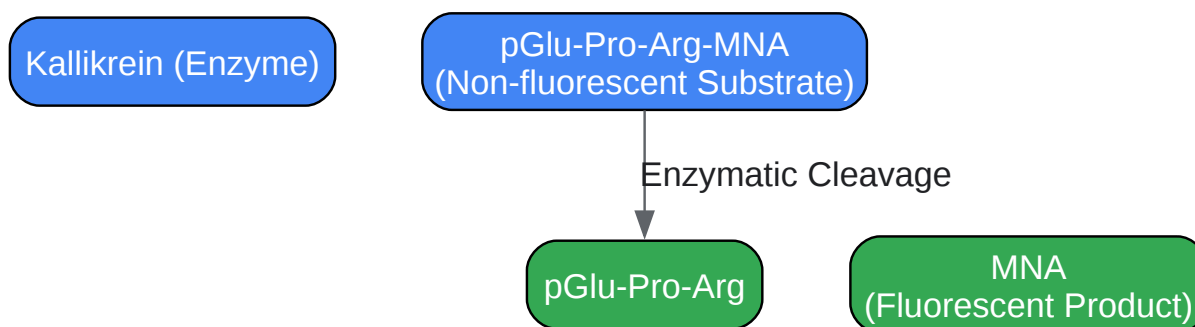 Kallikrein (Enzyme)
pGlu-Pro-Arg-MNA
(Non-fluorescent Substrate)
Enzymatic Cleavage
pGlu-Pro-Arg
MNA
(Fluorescent Product)